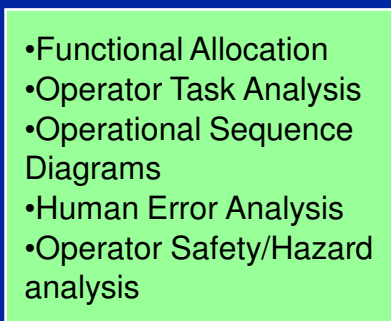 •Functional Allocation
•Operator Task Analysis
•Operational Sequence
Diagrams
•Human Error Analysis
•Operator Safety/Hazard
analysis